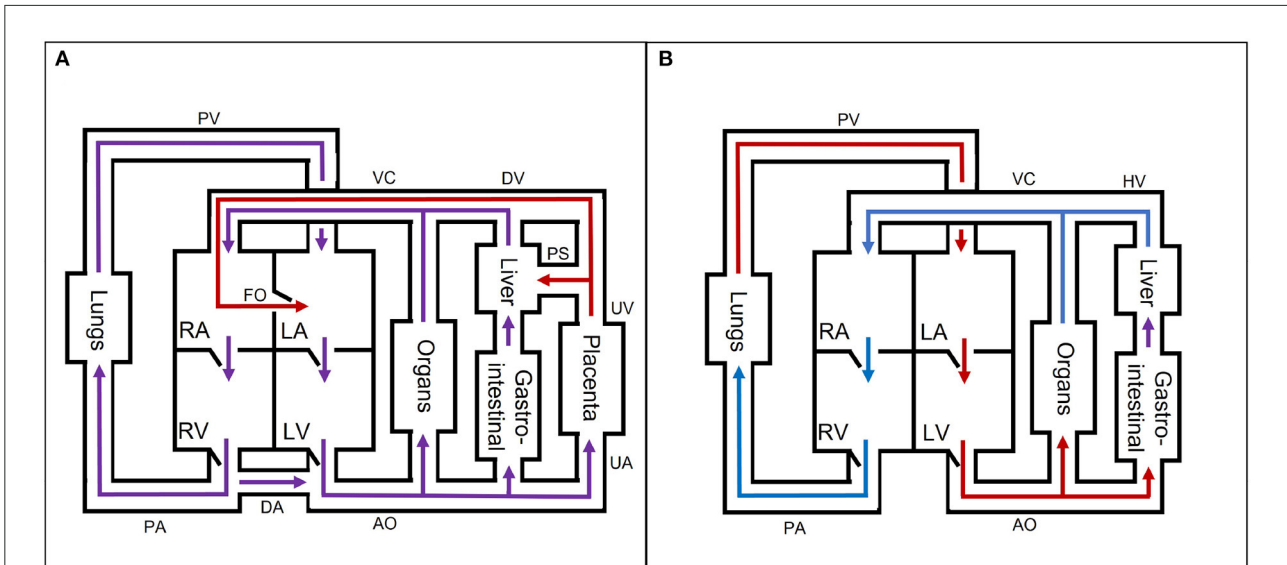 A
PV
VC
DV
PS
FO
UV
RA
LA
RV
LV
UA
DA
PA
AO
Lungs
Organs
Liver
Gastro-
intestinal
Placenta
B
PV
VC
HV
RA
LA
RV
LV
PA
AO
Lungs
Organs
Liver
Gastro-
intestinal